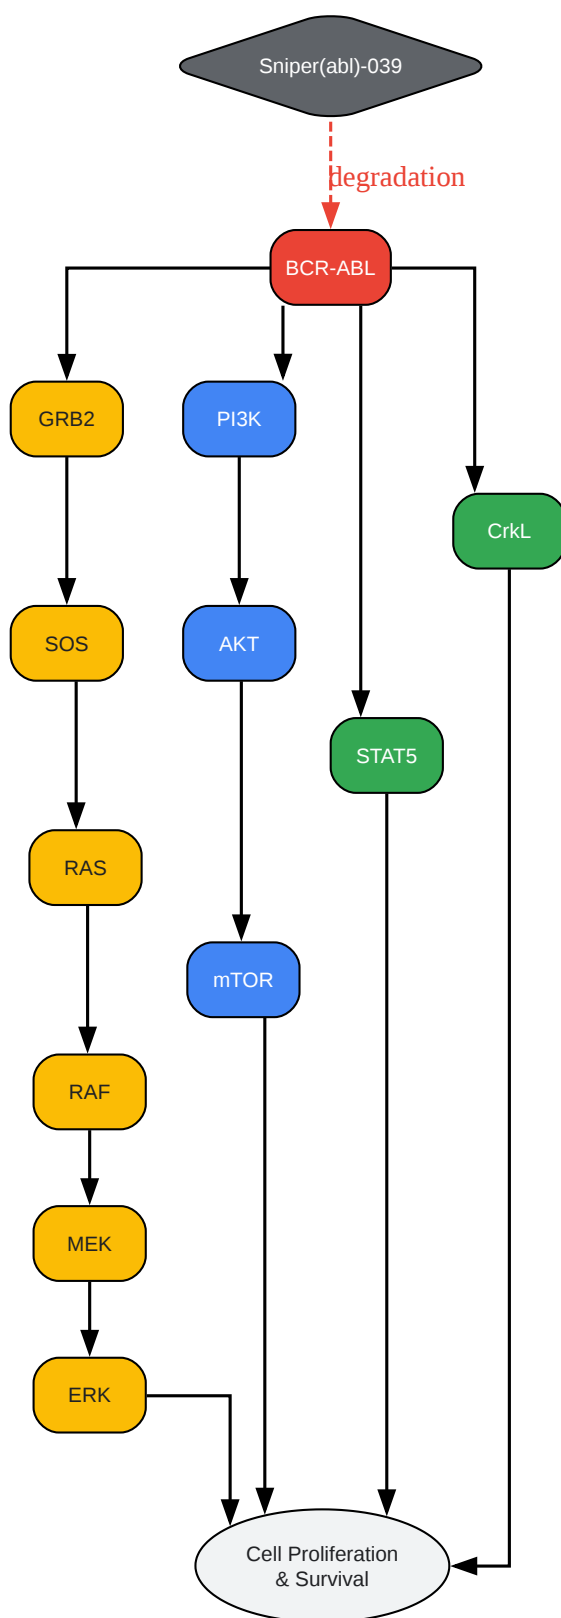 Sniper(abl)-039
degradation
BCR-ABL
GRB2
PI3K
CrkL
SOS
AKT
STAT5
RAS
mTOR
RAF
MEK
ERK
Cell Proliferation
& Survival